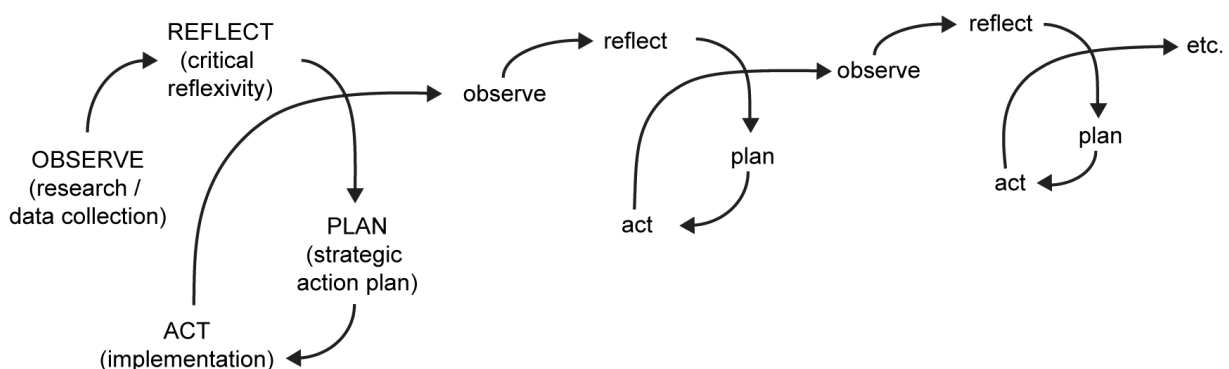 REFLECT
(critical
reflexivity)
OBSERVE
(research /
data collection)
PLAN
(strategic
action plan)
ACT
(implementation)
observe
reflect
plan
act
observe
reflect
plan
act
etc.